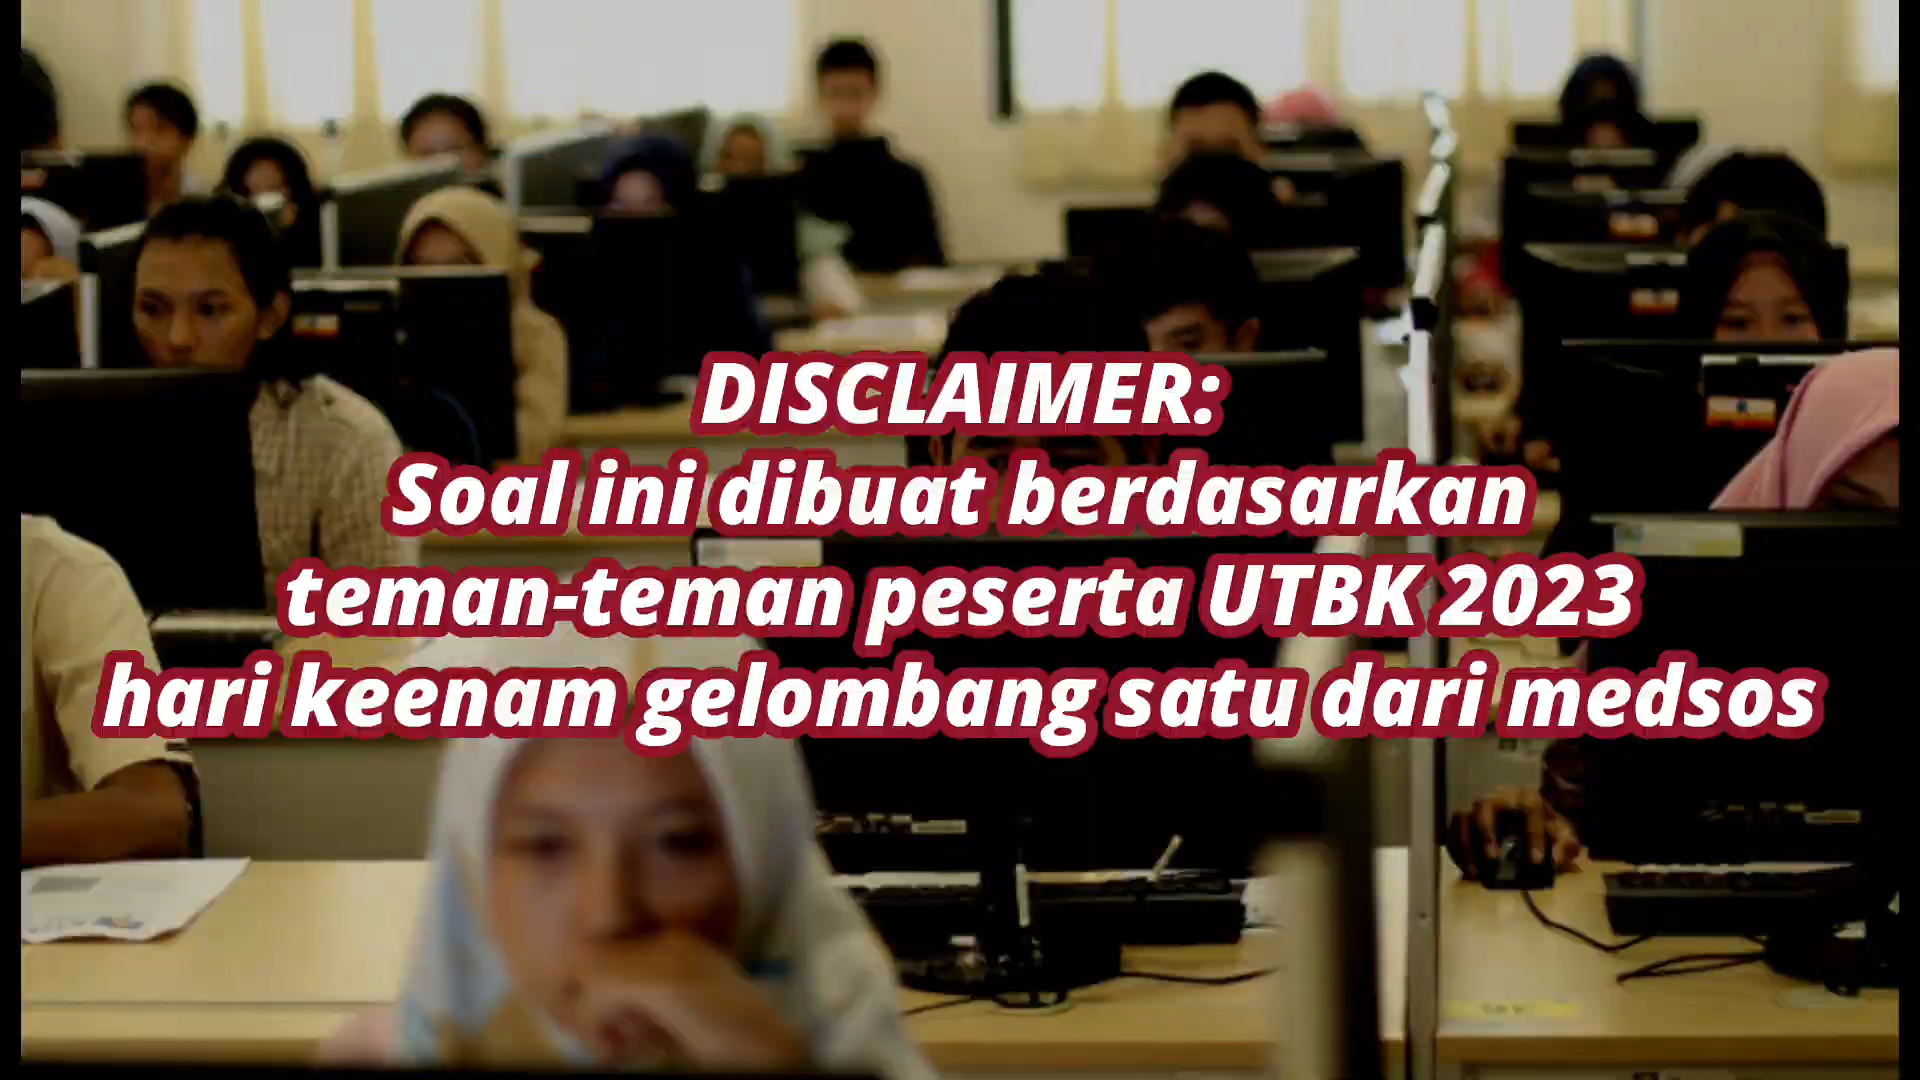 DISCLAIMER:
Soal ini dibuat berdasarkan
teman-teman peserta UTBK 2023
hari keenam gelombang satu dari medsos